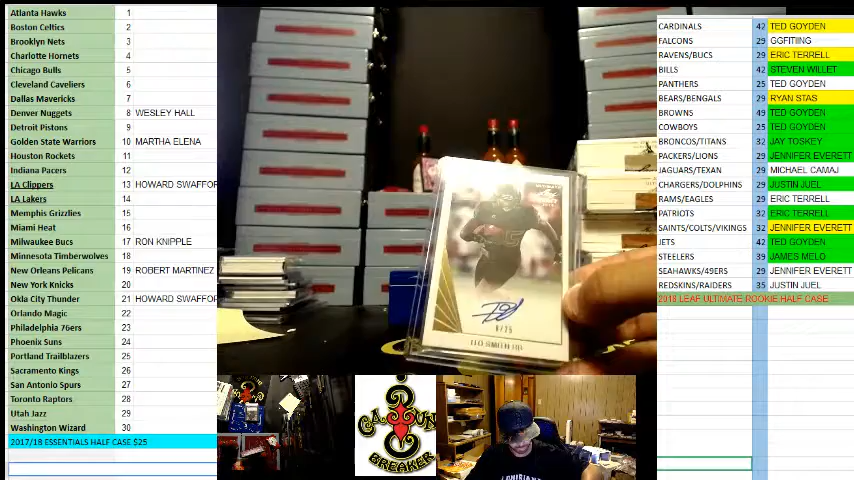 Atlanta Hawks 1
Boston Celtics 2
Brooklyn Nets 3
Charlotte Hornets 4
Chicago Bulls 5
Cleveland Cavaliers 6
Dallas Mavericks 7
Denver Nuggets 8 WESLEY HALL
Detroit Pistons 9
Golden State Warriors 10 MARTHA ELENA
Houston Rockets 11
Indiana Pacers 12
LA Clippers 13 HOWARD SWAFFOR
LA Lakers 14
Memphis Grizzlies 15
Miami Heat 16
Milwaukee Bucs 17 RON KNIPPLE
Minnesota Timberwolves 18
New Orleans Pelicans 19 ROBERT MARTINEZ
New York Knicks 20
Okla City Thunder 21 HOWARD SWAFFOR
Orlando Magic 22
Philadelphia 76ers 23
Phoenix Suns 24
Portland Trailblazers 25
Sacramento Kings 26
San Antonio Spurs 27
Toronto Raptors 28
Utah Jazz 29
Washington Wizard 30
2017/18 ESSENTIALS HALF CASE $25
CARDINALS 42 TED GOYDEN
FALCONS 29 GGFITIING
RAVENS/BUCS 29 ERIC TERRELL
BILLS 42 STEVEN WILLET
PANTHERS 25 TED GOYDEN
BEARS/BENGALS 29 RYAN STAS
BROWNS 49 TED GOYDEN
COWBOYS 25 TED GOYDEN
BRONCOS/TITANS 32 JAY TOSKEY
PACKERS/LIONS 39 JENNIFER EVERETT
JAGUARS/TEXAN 29 MICHAEL CAMAJ
CHARGERS/DOLPHINS 29 JUSTIN JUEL
RAMS/EAGLES 29 ERIC TERRELL
PATRIOTS 32 ERIC TERRELL
SAINTS/COLTS/VIKINGS 32 JENNIFER EVERETT
JETS 42 TED GOYDEN
STEELERS 39 JAMES MELO
SEAHAWKS/49ERS 29 JENNIFER EVERETT
REDSKINS/RAIDERS 35 JUSTIN JUEL
2018 LEAF ULTIMATE ROOKIE HALF CASE
CAJUN
BREAKER